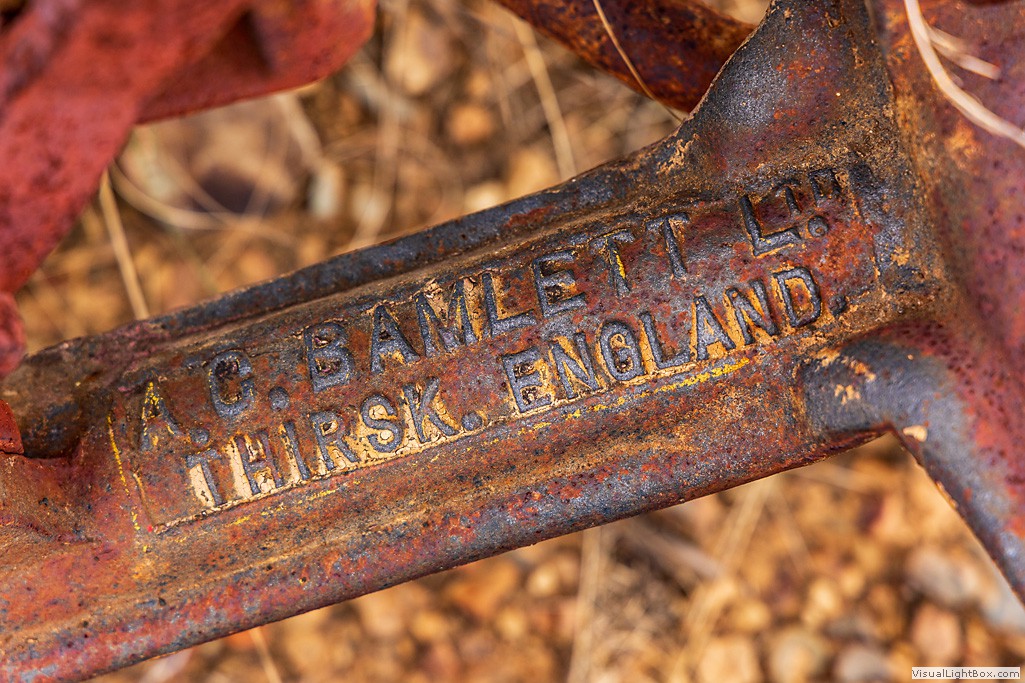 A. C. BAMLETT LTD.
THIRSK. ENGLAND.
VisualLightBox.com